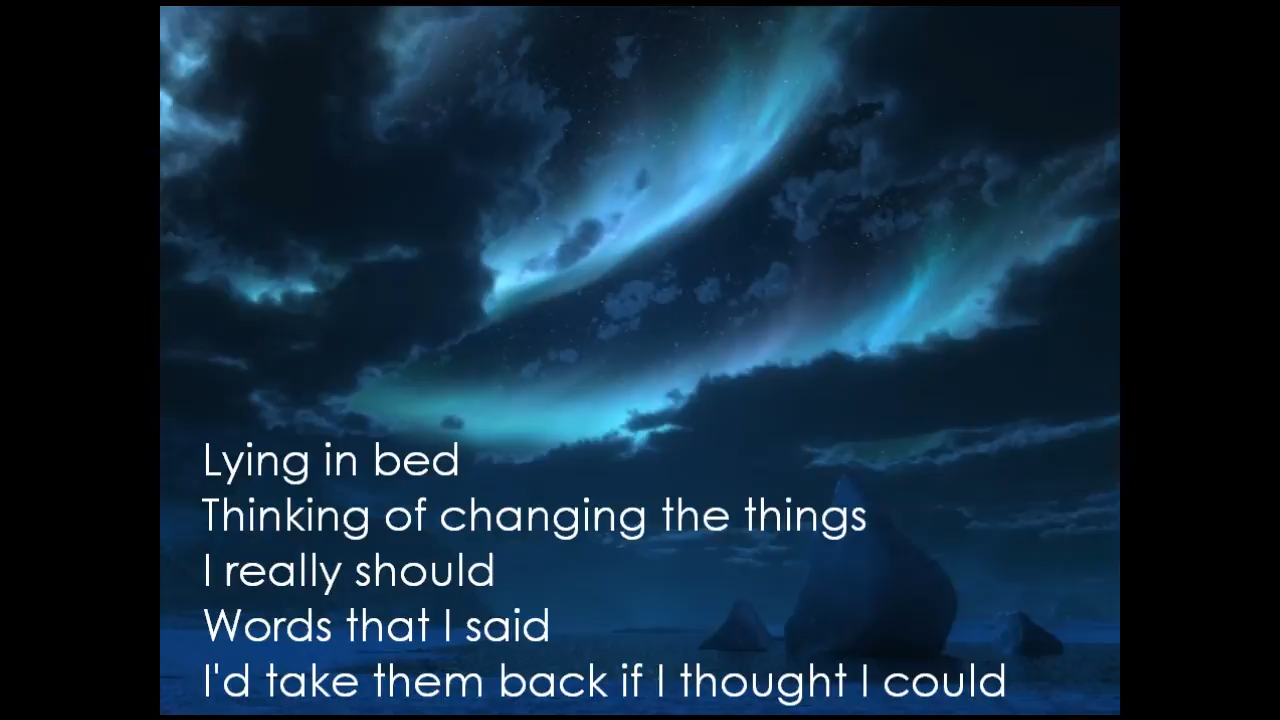 Lying in bed
Thinking of changing the things
I really should
Words that I said
I'd take them back if I thought I could